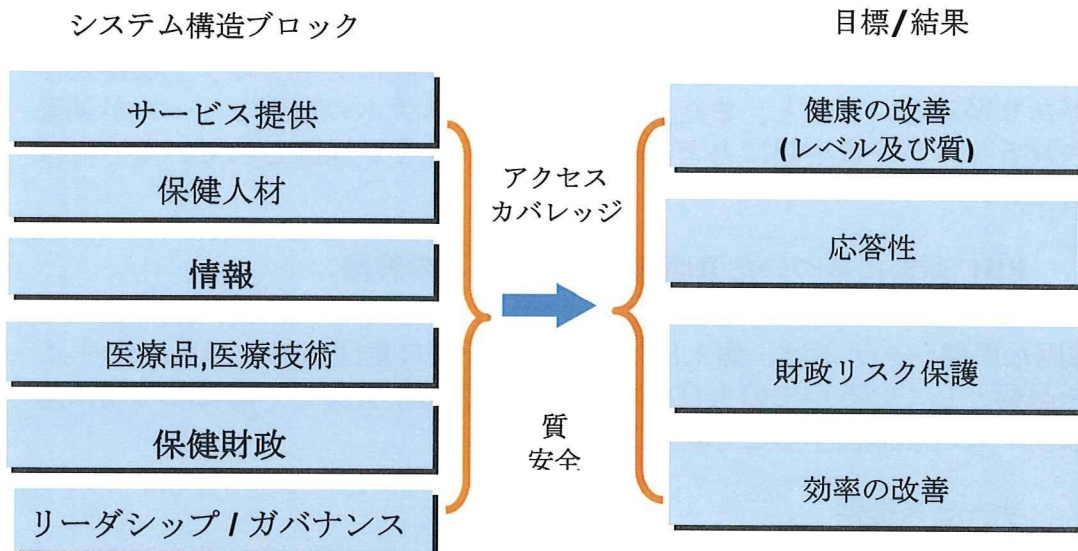 システム構造ブロック
目標/結果
サービス提供
保健人材
情報
医療品,医療技術
保健財政
リーダシップ / ガバナンス
アクセス
カバレッジ
質
安全
健康の改善
(レベル及び質)
応答性
財政リスク保護
効率の改善